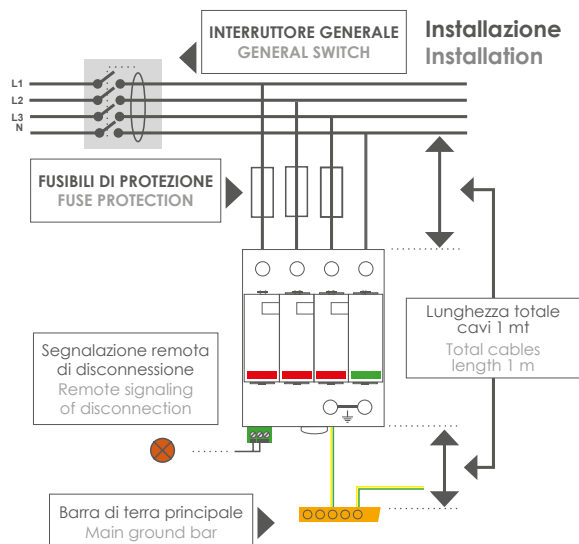 INTERRUTTORE GENERALE
GENERAL SWITCH
Installazione
Installation
L1
L2
L3
N
FUSIBILI DI PROTEZIONE
FUSE PROTECTION
Lunghezza totale
cavi 1 mt
Total cables
length 1 m
Segnalazione remota
di disconnessione
Remote signaling
of disconnection
Barra di terra principale
Main ground bar